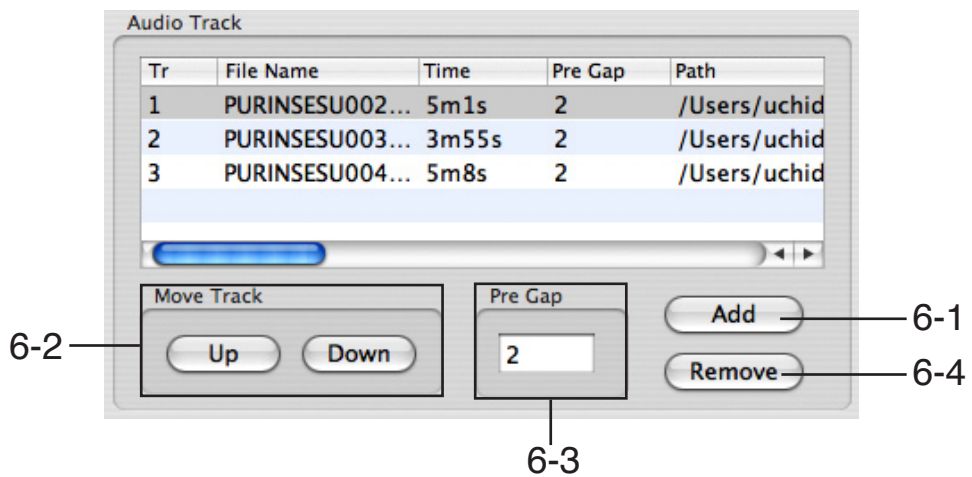 Audio Track
Tr File Name Time Pre Gap Path
1 PURINSESU002... 5m1s 2 /Users/uchid
2 PURINSESU003... 3m55s 2 /Users/uchid
3 PURINSESU004... 5m8s 2 /Users/uchid
Move Track Pre Gap
Add 6-1
6-2 Up Down 2
Remove 6-4
6-3